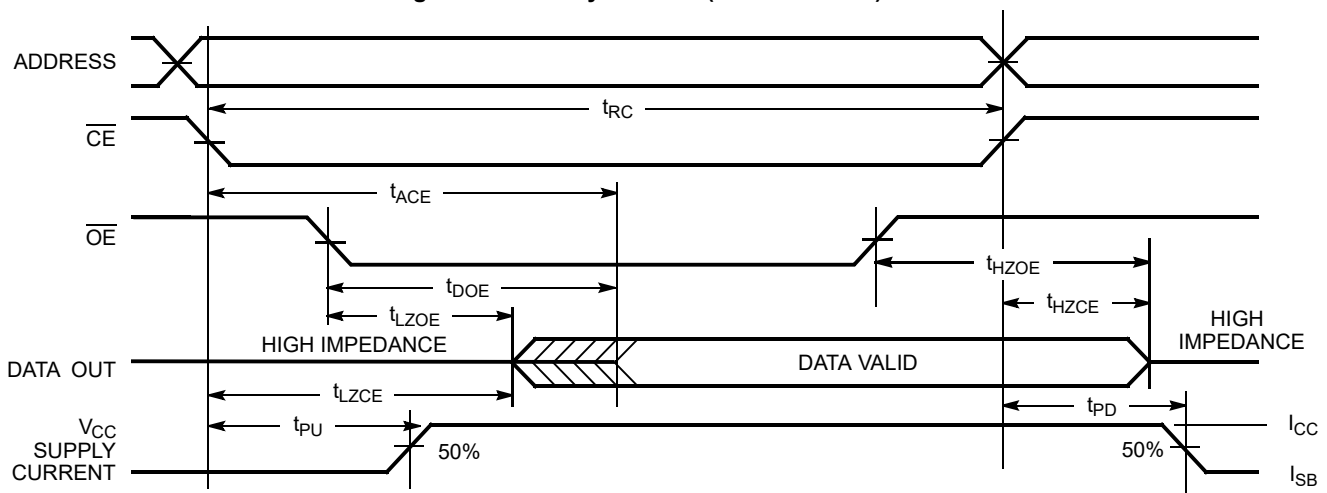 ADDRESS
tRC
CE
tACE
OE
tHZOE
tDOE
tHZCE
tLZOE
HIGH IMPEDANCE
HIGH
IMPEDANCE
DATA OUT
DATA VALID
tLZCE
tPD
VCC
SUPPLY
CURRENT
tPU
50%
50%
ICC
ISB